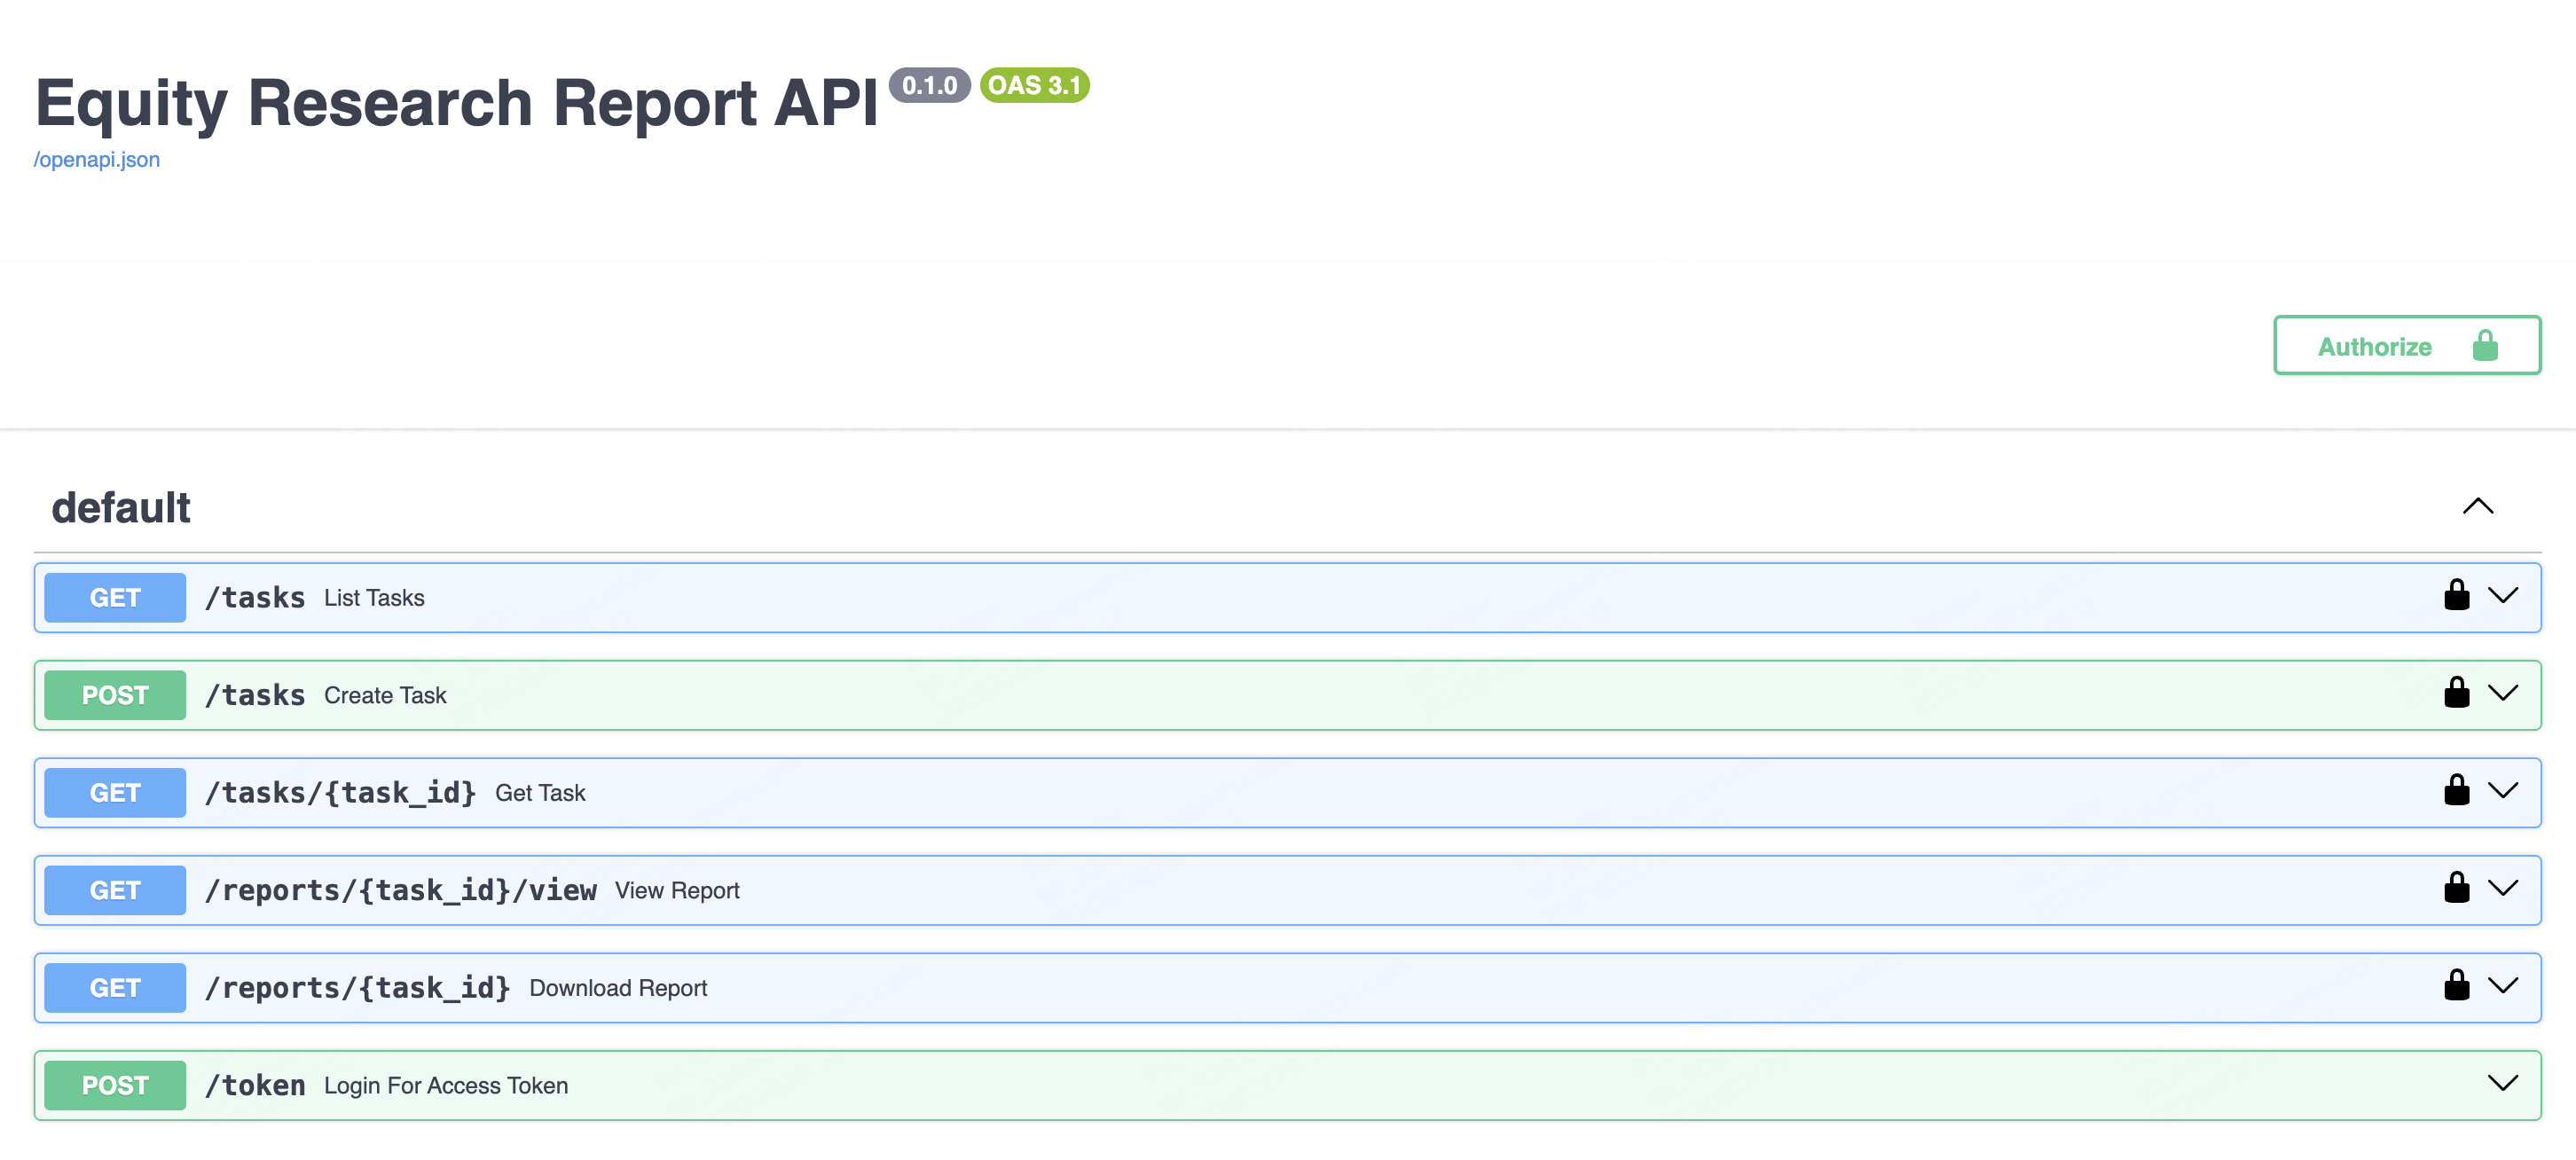 Equity Research Report API 0.1.0 OAS 3.1
/openapi.json
Authorize
default
GET /tasks List Tasks
POST /tasks Create Task
GET /tasks/{task_id} Get Task
GET /reports/{task_id}/view View Report
GET /reports/{task_id} Download Report
POST /token Login For Access Token